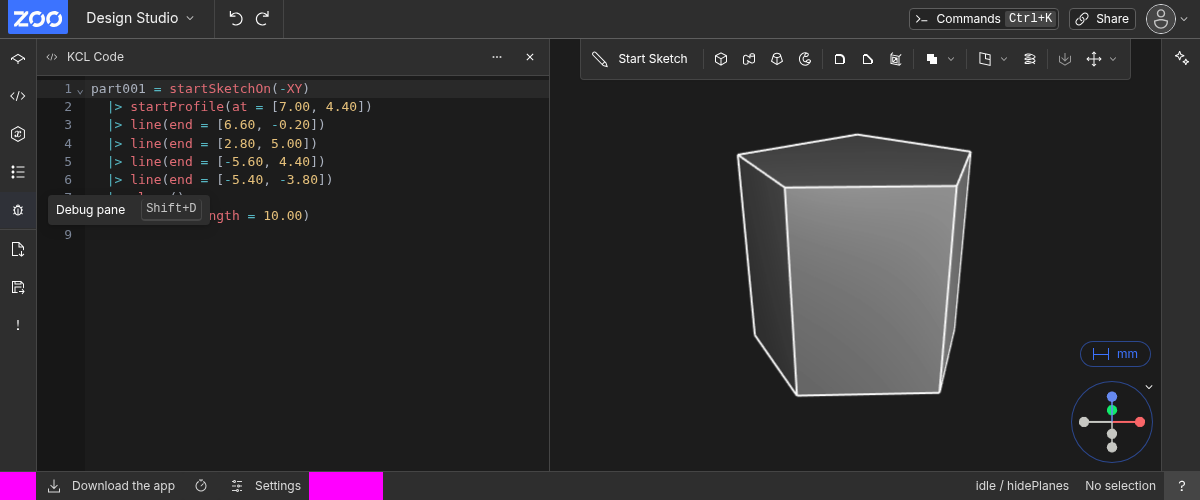 ZOO Design Studio Commands Ctrl+K Share
KCL Code
Start Sketch
1 part001 = startSketchOn(-XY)
2 |> startProfile(at = [7.00, 4.40])
3 |> line(end = [6.60, -0.20])
4 |> line(end = [2.80, 5.00])
5 |> line(end = [-5.60, 4.40])
6 |> line(end = [-5.40, -3.80])
Debug pane Shift+D
ngth = 10.00)
9
mm
Download the app
Settings
idle / hidePlanes
No selection
?